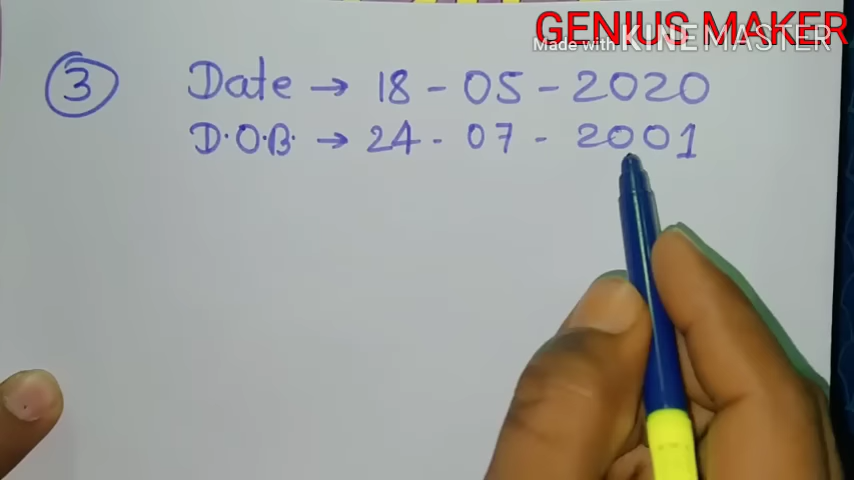 GENIUS MAKER
Made with KINEMASTER
3 Date → 18 - 05 - 2020
D.O.B. → 24 - 07 - 2001